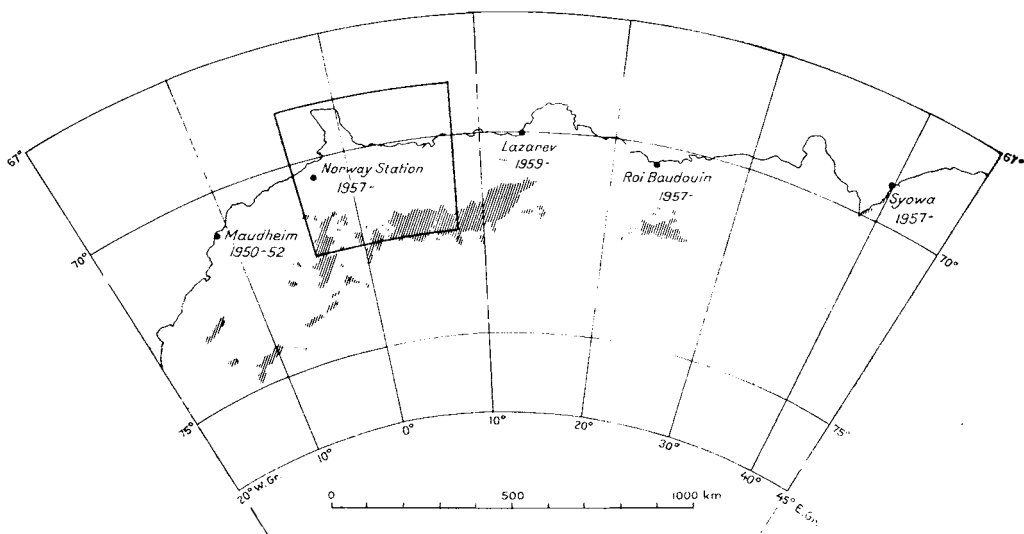 67°
67°
Lazarev
1959-
Norway Station
1957-
Roi Baudouin
1957-
Syowa
1957-
Maudheim
1950-52
70°
70°
75°
75°
20° W. Gr.
10°
0°
10°
20°
30°
40°
45° E. Gr.
0 500 1000 km